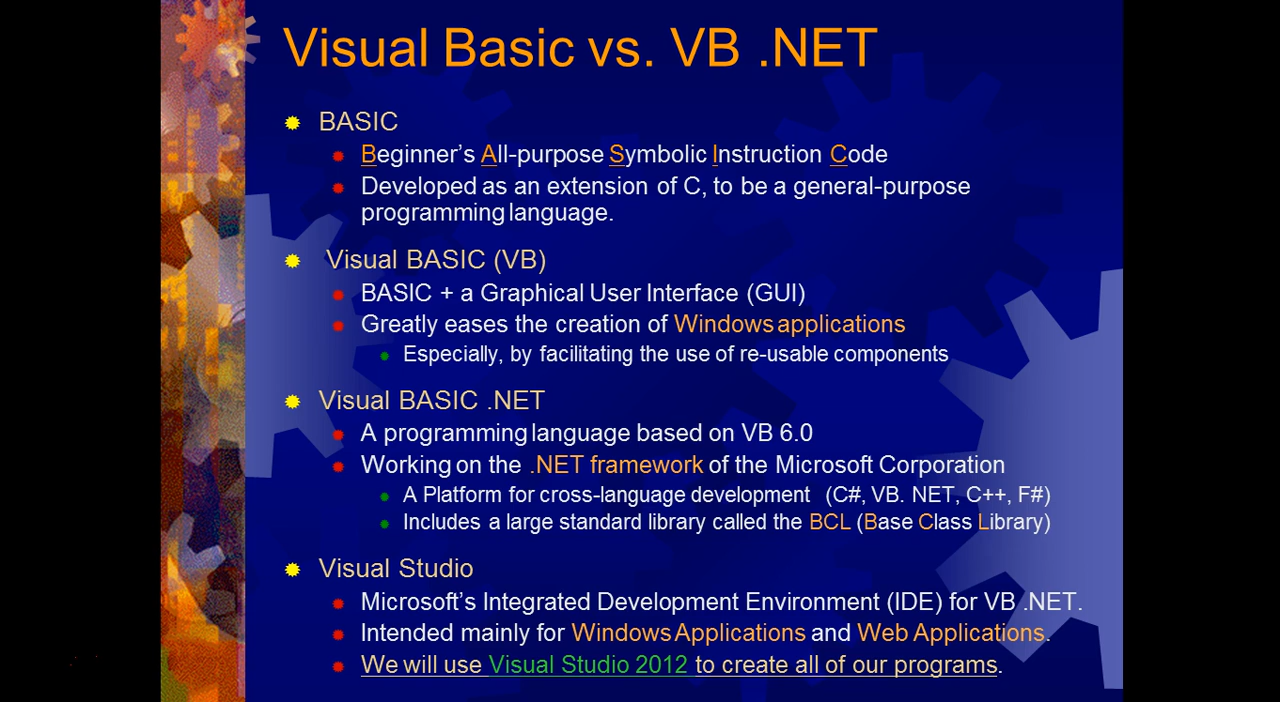 Visual Basic vs. VB .NET
BASIC
Beginner’s All-purpose Symbolic Instruction Code
Developed as an extension of C, to be a general-purpose
programming language.
Visual BASIC (VB)
BASIC + a Graphical User Interface (GUI)
Greatly eases the creation of Windows applications
Especially, by facilitating the use of re-usable components
Visual BASIC .NET
A programming language based on VB 6.0
Working on the .NET framework of the Microsoft Corporation
A Platform for cross-language development (C#, VB. NET, C++, F#)
Includes a large standard library called the BCL (Base Class Library)
Visual Studio
Microsoft’s Integrated Development Environment (IDE) for VB .NET.
Intended mainly for Windows Applications and Web Applications.
We will use Visual Studio 2012 to create all of our programs.